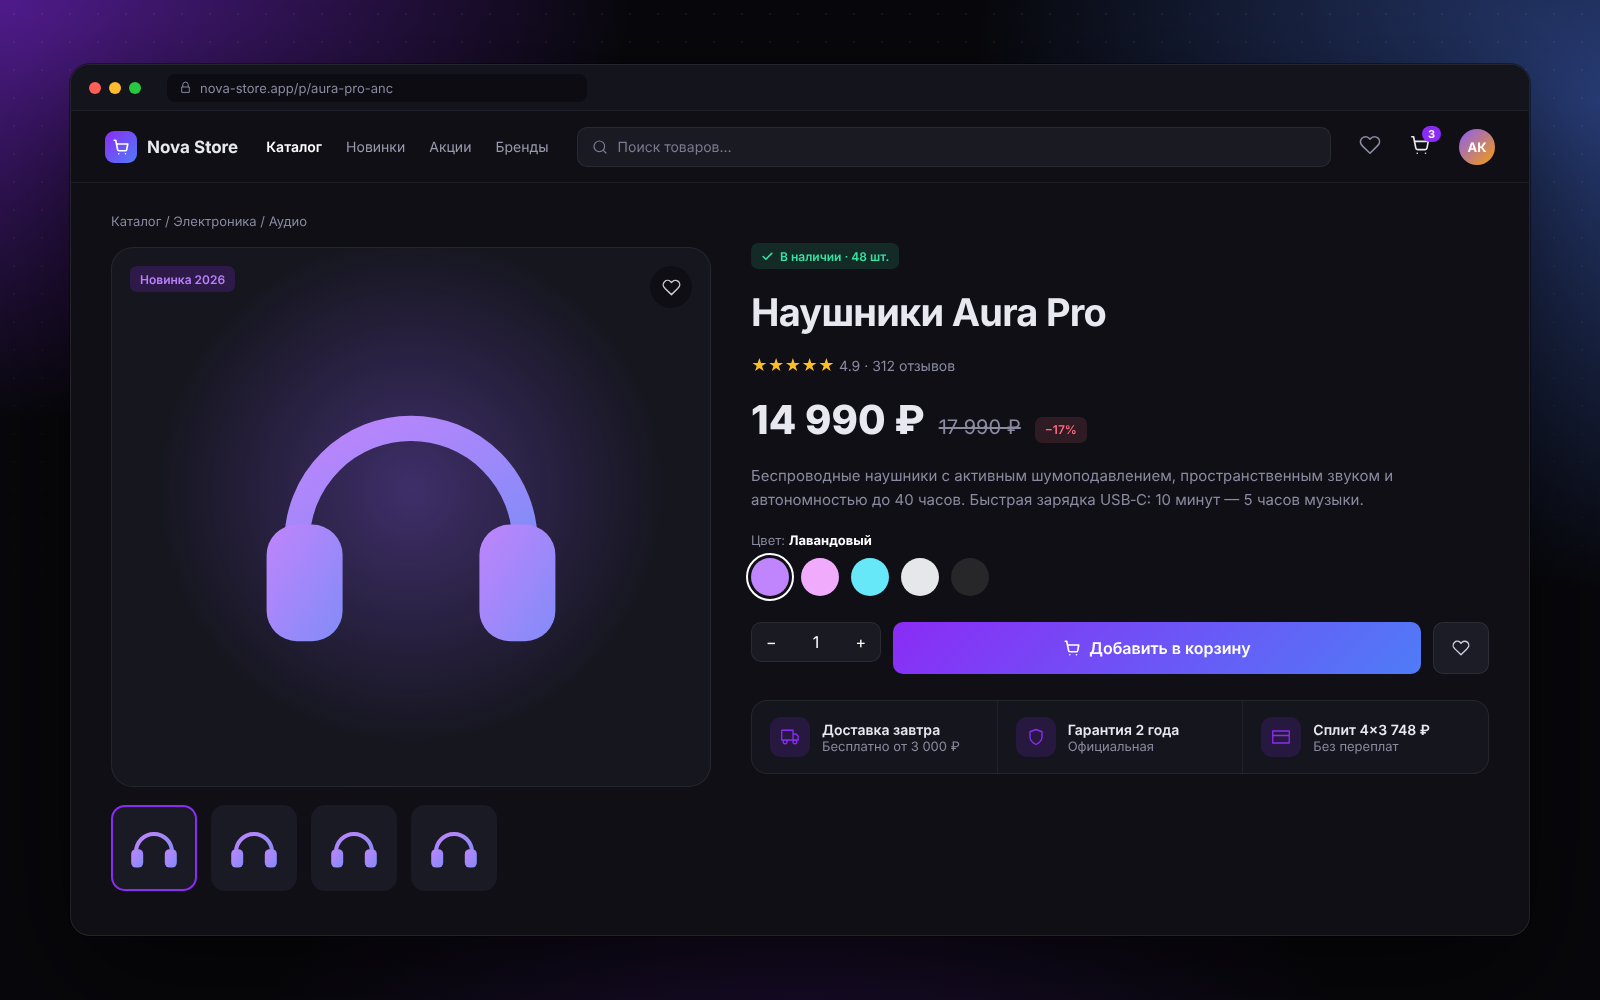 nova-store.app/p/aura-pro-anc
Nova Store
Каталог
Новинки
Акции
Бренды
Поиск товаров...
3
АК
Каталог / Электроника / Аудио
Новинка 2026
В наличии · 48 шт.
Наушники Aura Pro
★★★★★ 4.9 · 312 отзывов
14 990 ₽ 17 990 ₽ −17%
Беспроводные наушники с активным шумоподавлением, пространственным звуком и
автономностью до 40 часов. Быстрая зарядка USB-C: 10 минут — 5 часов музыки.
Цвет: Лавандовый
− 1 +
Добавить в корзину
Доставка завтра
Бесплатно от 3 000 ₽
Гарантия 2 года
Официальная
Сплит 4×3 748 ₽
Без переплат